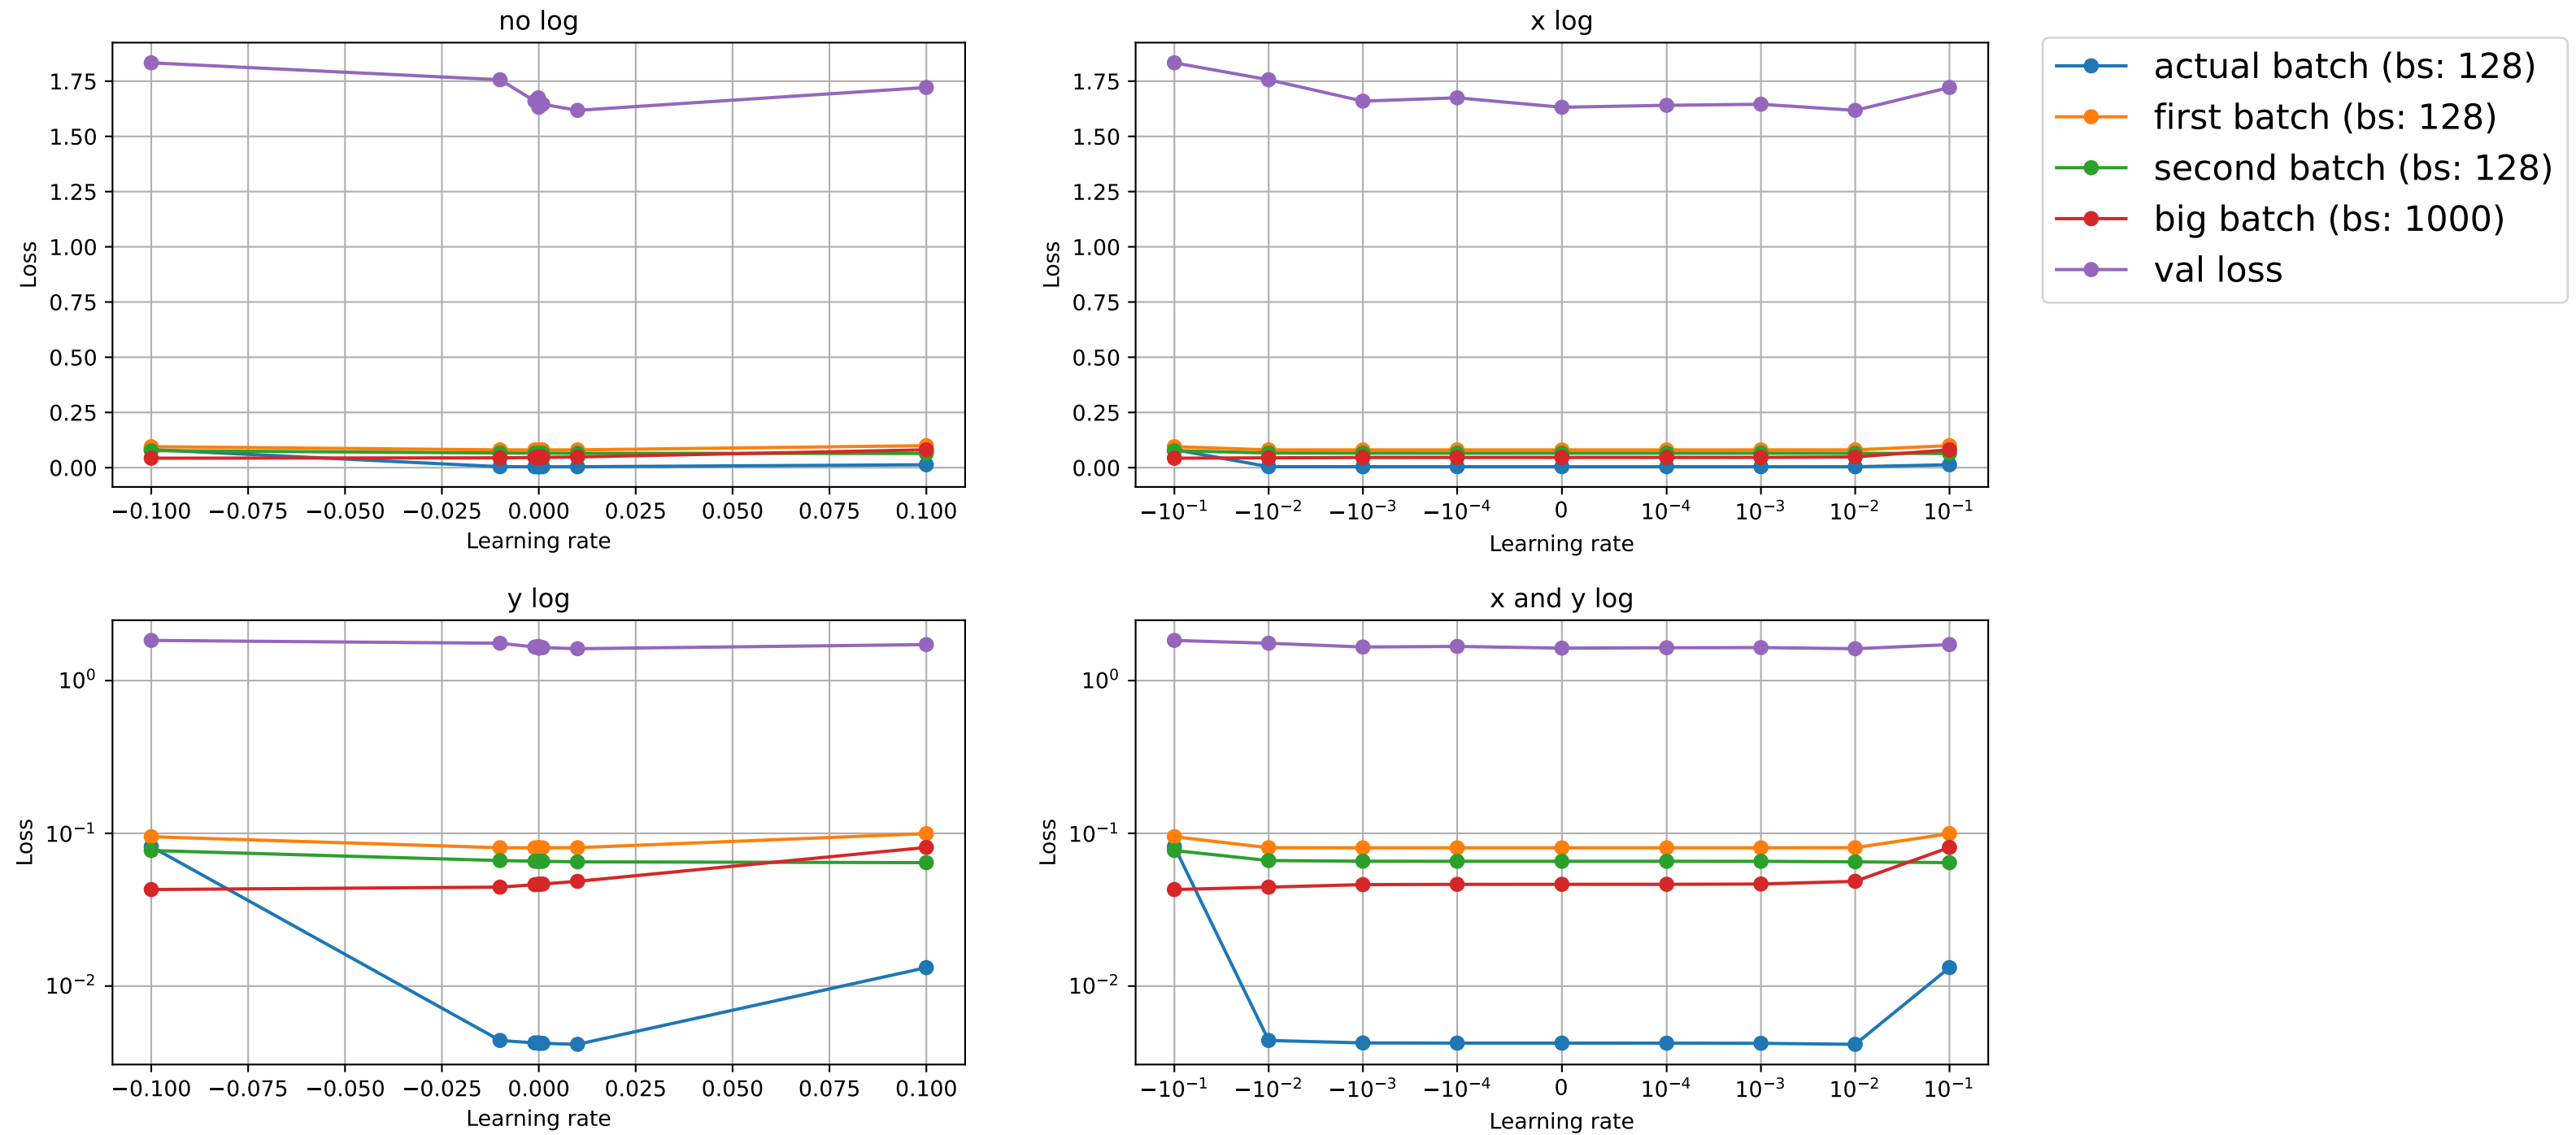 no log
1.75
1.50
1.25
1.00
0.75
0.50
0.25
0.00
Loss
−0.100 −0.075 −0.050 −0.025 0.000 0.025 0.050 0.075 0.100
Learning rate
x log
1.75
1.50
1.25
1.00
0.75
0.50
0.25
0.00
Loss
−10⁻¹ −10⁻² −10⁻³ −10⁻⁴ 0 10⁻⁴ 10⁻³ 10⁻² 10⁻¹
Learning rate
actual batch (bs: 128)
first batch (bs: 128)
second batch (bs: 128)
big batch (bs: 1000)
val loss
y log
10⁰
10⁻¹
10⁻²
Loss
−0.100 −0.075 −0.050 −0.025 0.000 0.025 0.050 0.075 0.100
Learning rate
x and y log
10⁰
10⁻¹
10⁻²
Loss
−10⁻¹ −10⁻² −10⁻³ −10⁻⁴ 0 10⁻⁴ 10⁻³ 10⁻² 10⁻¹
Learning rate